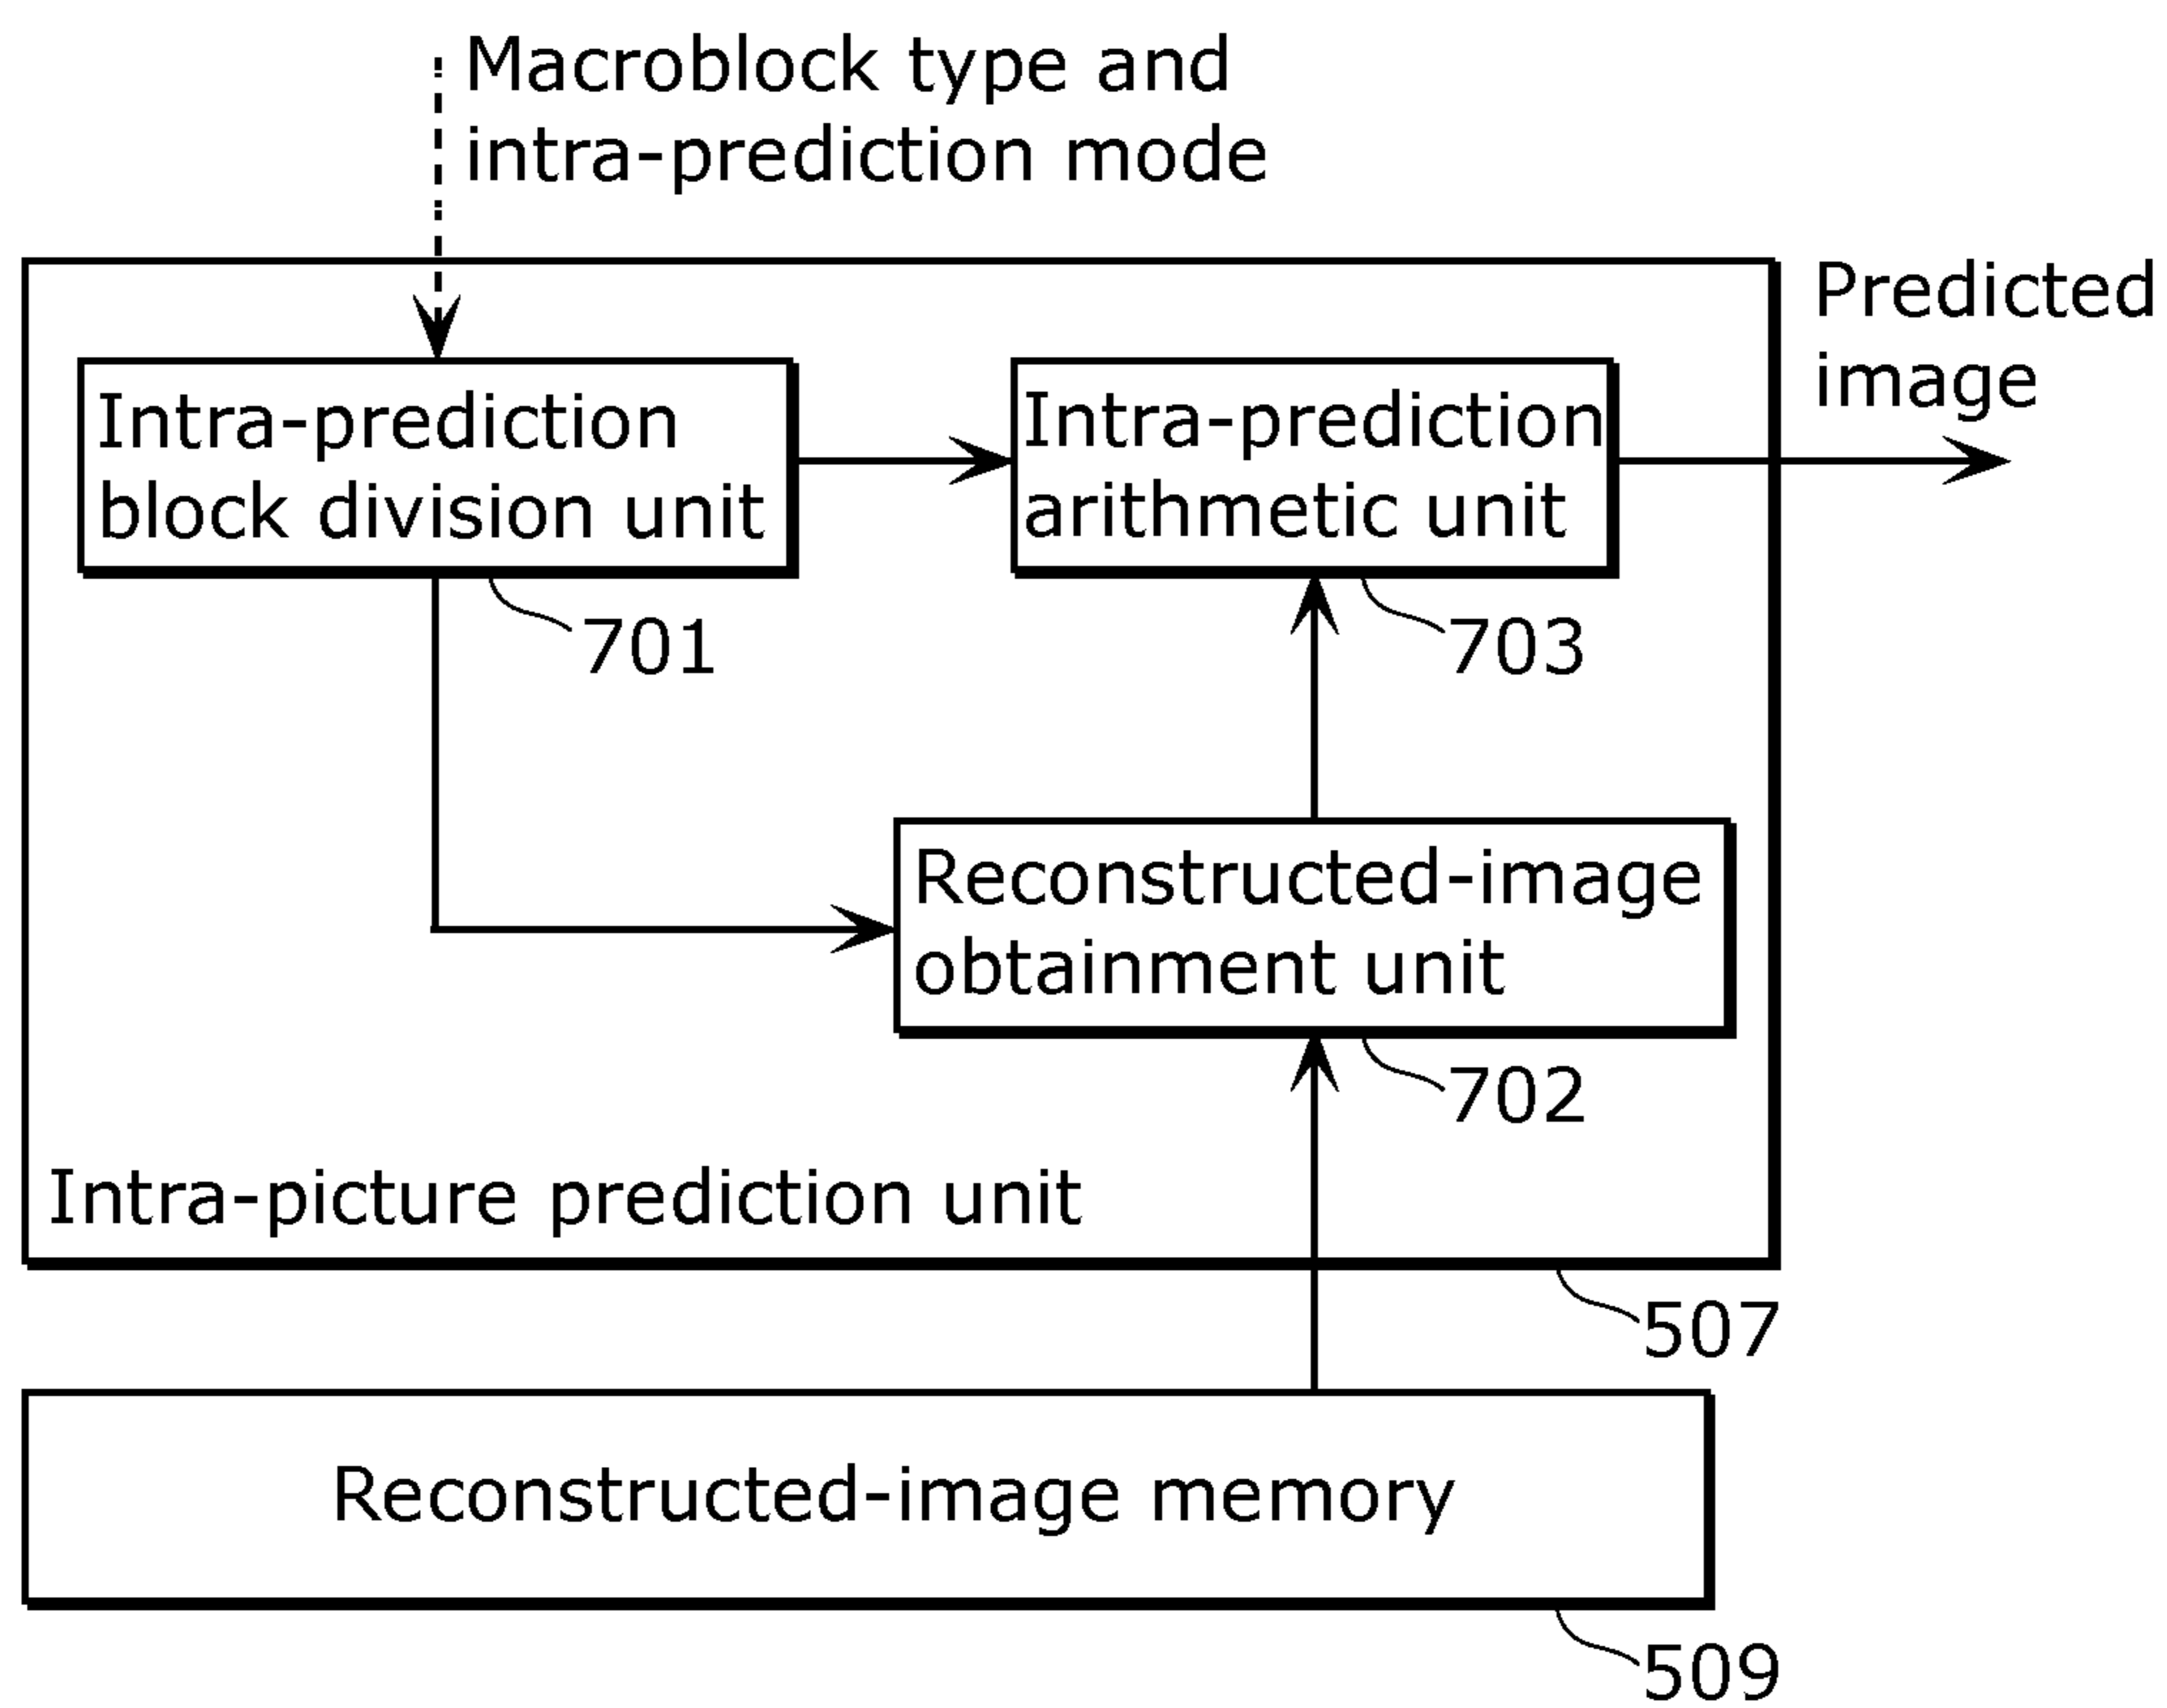 Macroblock type and
intra-prediction mode
Predicted
image
Intra-prediction
block division unit
701
Intra-prediction
arithmetic unit
703
Reconstructed-image
obtainment unit
702
Intra-picture prediction unit
507
Reconstructed-image memory
509